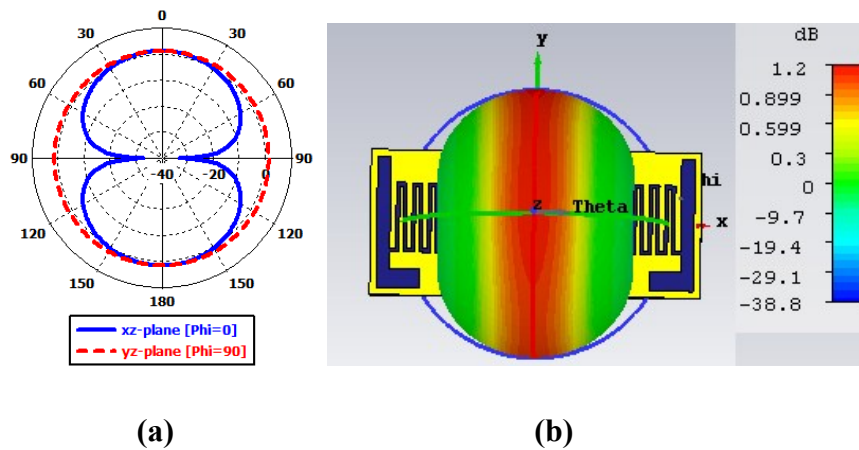 0
30
30
60
60
90
90
-40
-20
0
120
120
150
150
180
xz-plane [Phi=0]
yz-plane [Phi=90]
(a)
y
z
Theta
hi
x
dB
1.2
0.899
0.599
0.3
0
-9.7
-19.4
-29.1
-38.8
(b)